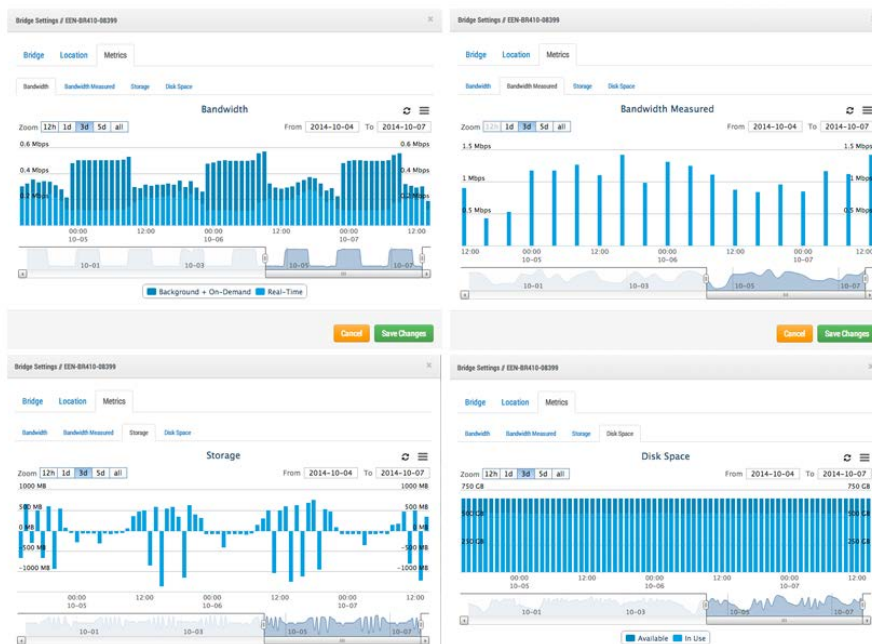 Bridge Settings // EEN-BR410-08399
Bridge Location Metrics
Bandwidth Bandwidth Measured Storage Disk Space
Bandwidth
Zoom 12h 1d 3d 5d all From 2014-10-04 To 2014-10-07
0.6 Mbps 0.6 Mbps
0.4 Mbps 0.4 Mbps
0.2 Mbps 0.2 Mbps
00:00 12:00 00:00 12:00 00:00 12:00
10-05 10-06 10-07
10-01 10-03 10-05 10-07
Background + On-Demand Real-Time
Cancel Save Changes
Bridge Settings // EEN-BR410-08399
Bridge Location Metrics
Bandwidth Bandwidth Measured Storage Disk Space
Bandwidth Measured
Zoom 12h 1d 3d 5d all From 2014-10-04 To 2014-10-07
1.5 Mbps 1.5 Mbps
1 Mbps 1 Mbps
0.5 Mbps 0.5 Mbps
12:00 00:00 12:00 00:00 12:00 00:00 12:00
10-05 10-06 10-07
10-01 10-03 10-05 10-07
Cancel Save Changes
Bridge Settings // EEN-BR410-08399
Bridge Location Metrics
Bandwidth Bandwidth Measured Storage Disk Space
Storage
Zoom 12h 1d 3d 5d all From 2014-10-04 To 2014-10-07
1000 MB 1000 MB
500 MB 500 MB
0 MB 0 MB
-500 MB -500 MB
-1000 MB -1000 MB
00:00 12:00 00:00 12:00 00:00 12:00
10-05 10-06 10-07
10-01 10-03 10-05 10-07
Bridge Settings // EEN-BR410-08399
Bridge Location Metrics
Bandwidth Bandwidth Measured Storage Disk Space
Disk Space
Zoom 12h 1d 3d 5d all From 2014-10-04 To 2014-10-07
750 GB 750 GB
500 GB 500 GB
250 GB 250 GB
00:00 12:00 00:00 12:00 00:00 12:00
10-05 10-06 10-07
10-01 10-03 10-05 10-07
Available In Use